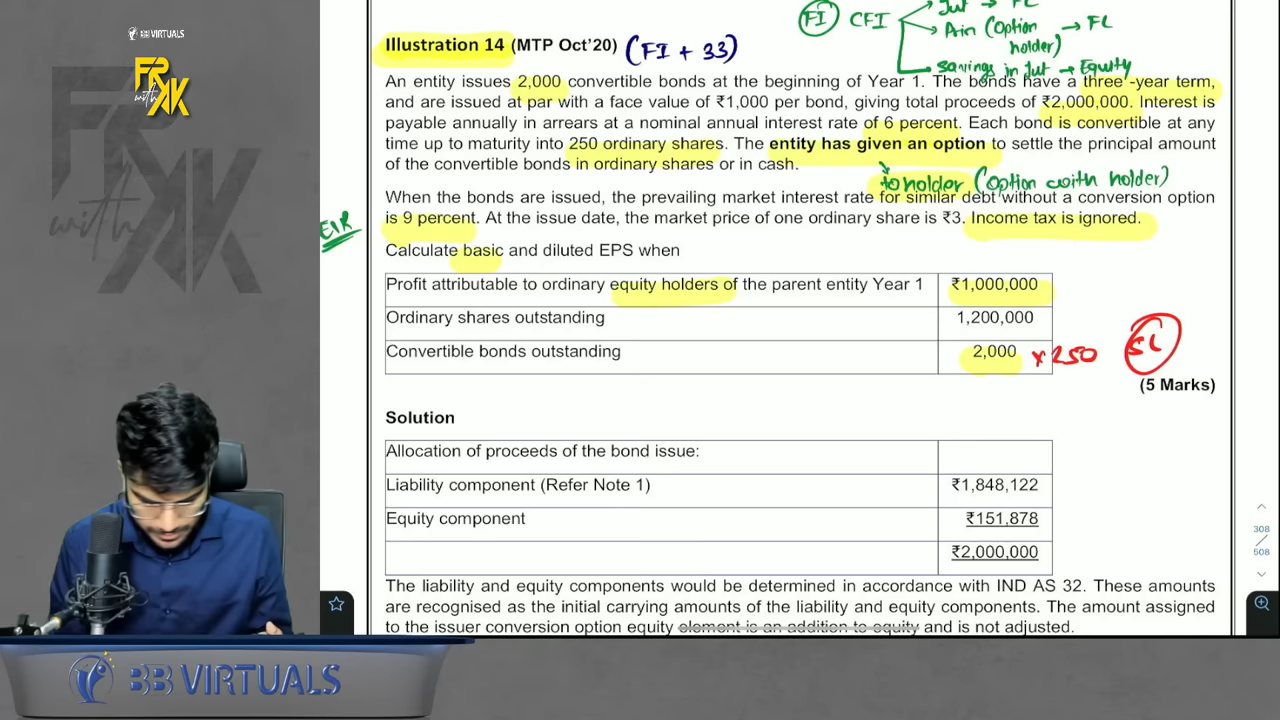 BB VIRTUALS
FR
with
AK
FI CFI
Int → FL
Prin (Option holder) → FL
Savings in Int → Equity
Illustration 14 (MTP Oct'20) (FI + 33)
An entity issues 2,000 convertible bonds at the beginning of Year 1. The bonds have a three -year term,
and are issued at par with a face value of ₹1,000 per bond, giving total proceeds of ₹2,000,000. Interest is
payable annually in arrears at a nominal annual interest rate of 6 percent. Each bond is convertible at any
time up to maturity into 250 ordinary shares. The entity has given an option to settle the principal amount
of the convertible bonds in ordinary shares or in cash.
to holder (Option with holder)
When the bonds are issued, the prevailing market interest rate for similar debt without a conversion option
is 9 percent. At the issue date, the market price of one ordinary share is ₹3. Income tax is ignored.
EIR
Calculate basic and diluted EPS when
Profit attributable to ordinary equity holders of the parent entity Year 1 ₹1,000,000
Ordinary shares outstanding 1,200,000
Convertible bonds outstanding 2,000 × 250
(5 Marks)
Solution
Allocation of proceeds of the bond issue:
Liability component (Refer Note 1) ₹1,848,122
Equity component ₹151,878
₹2,000,000
The liability and equity components would be determined in accordance with IND AS 32. These amounts
are recognised as the initial carrying amounts of the liability and equity components. The amount assigned
to the issuer conversion option equity element is an addition to equity and is not adjusted.
308
/
508
BB VIRTUALS